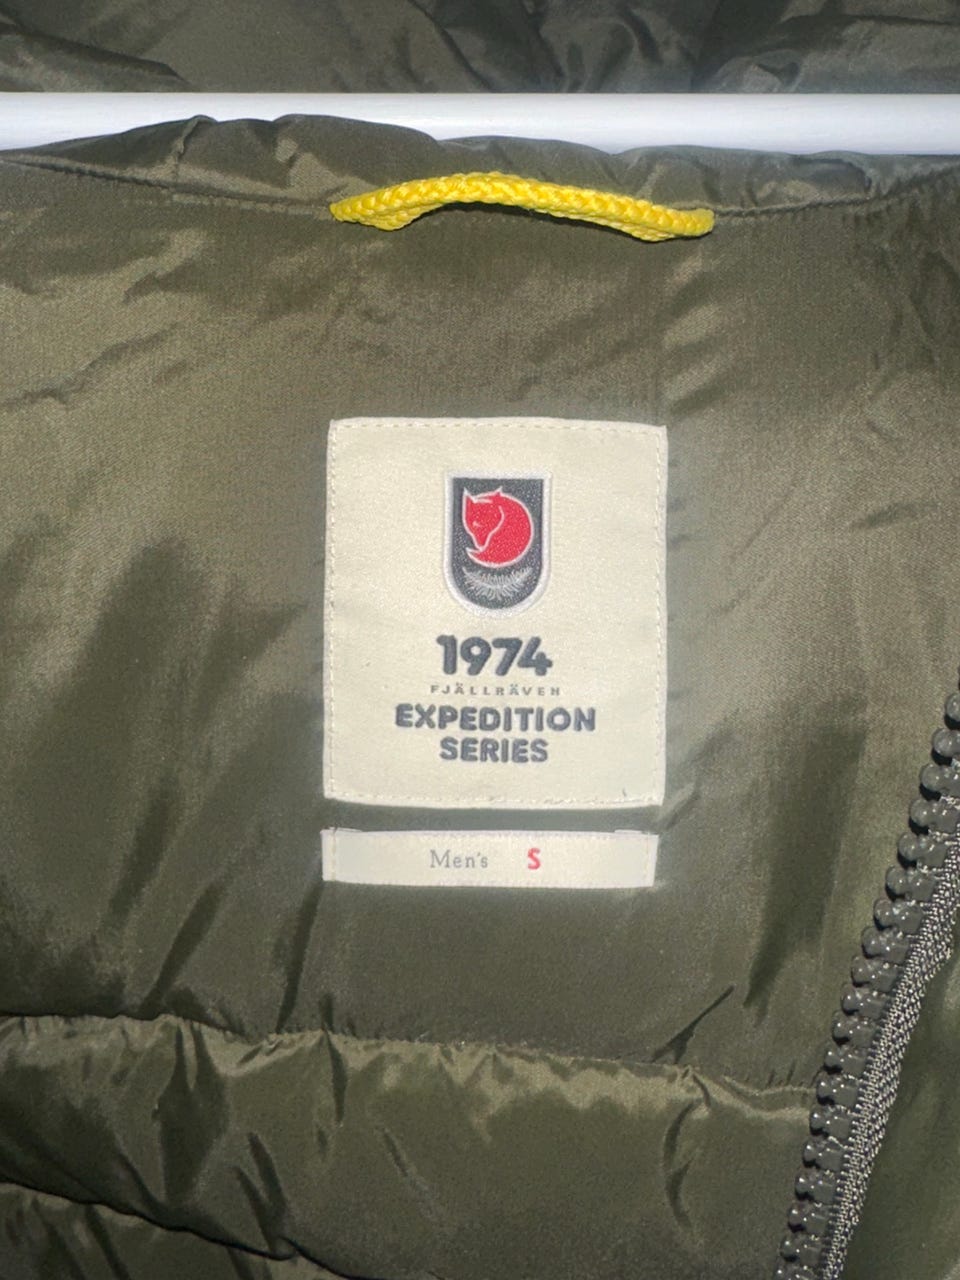 1974
FJÄLLRÄVEN
EXPEDITION
SERIES
Men's S